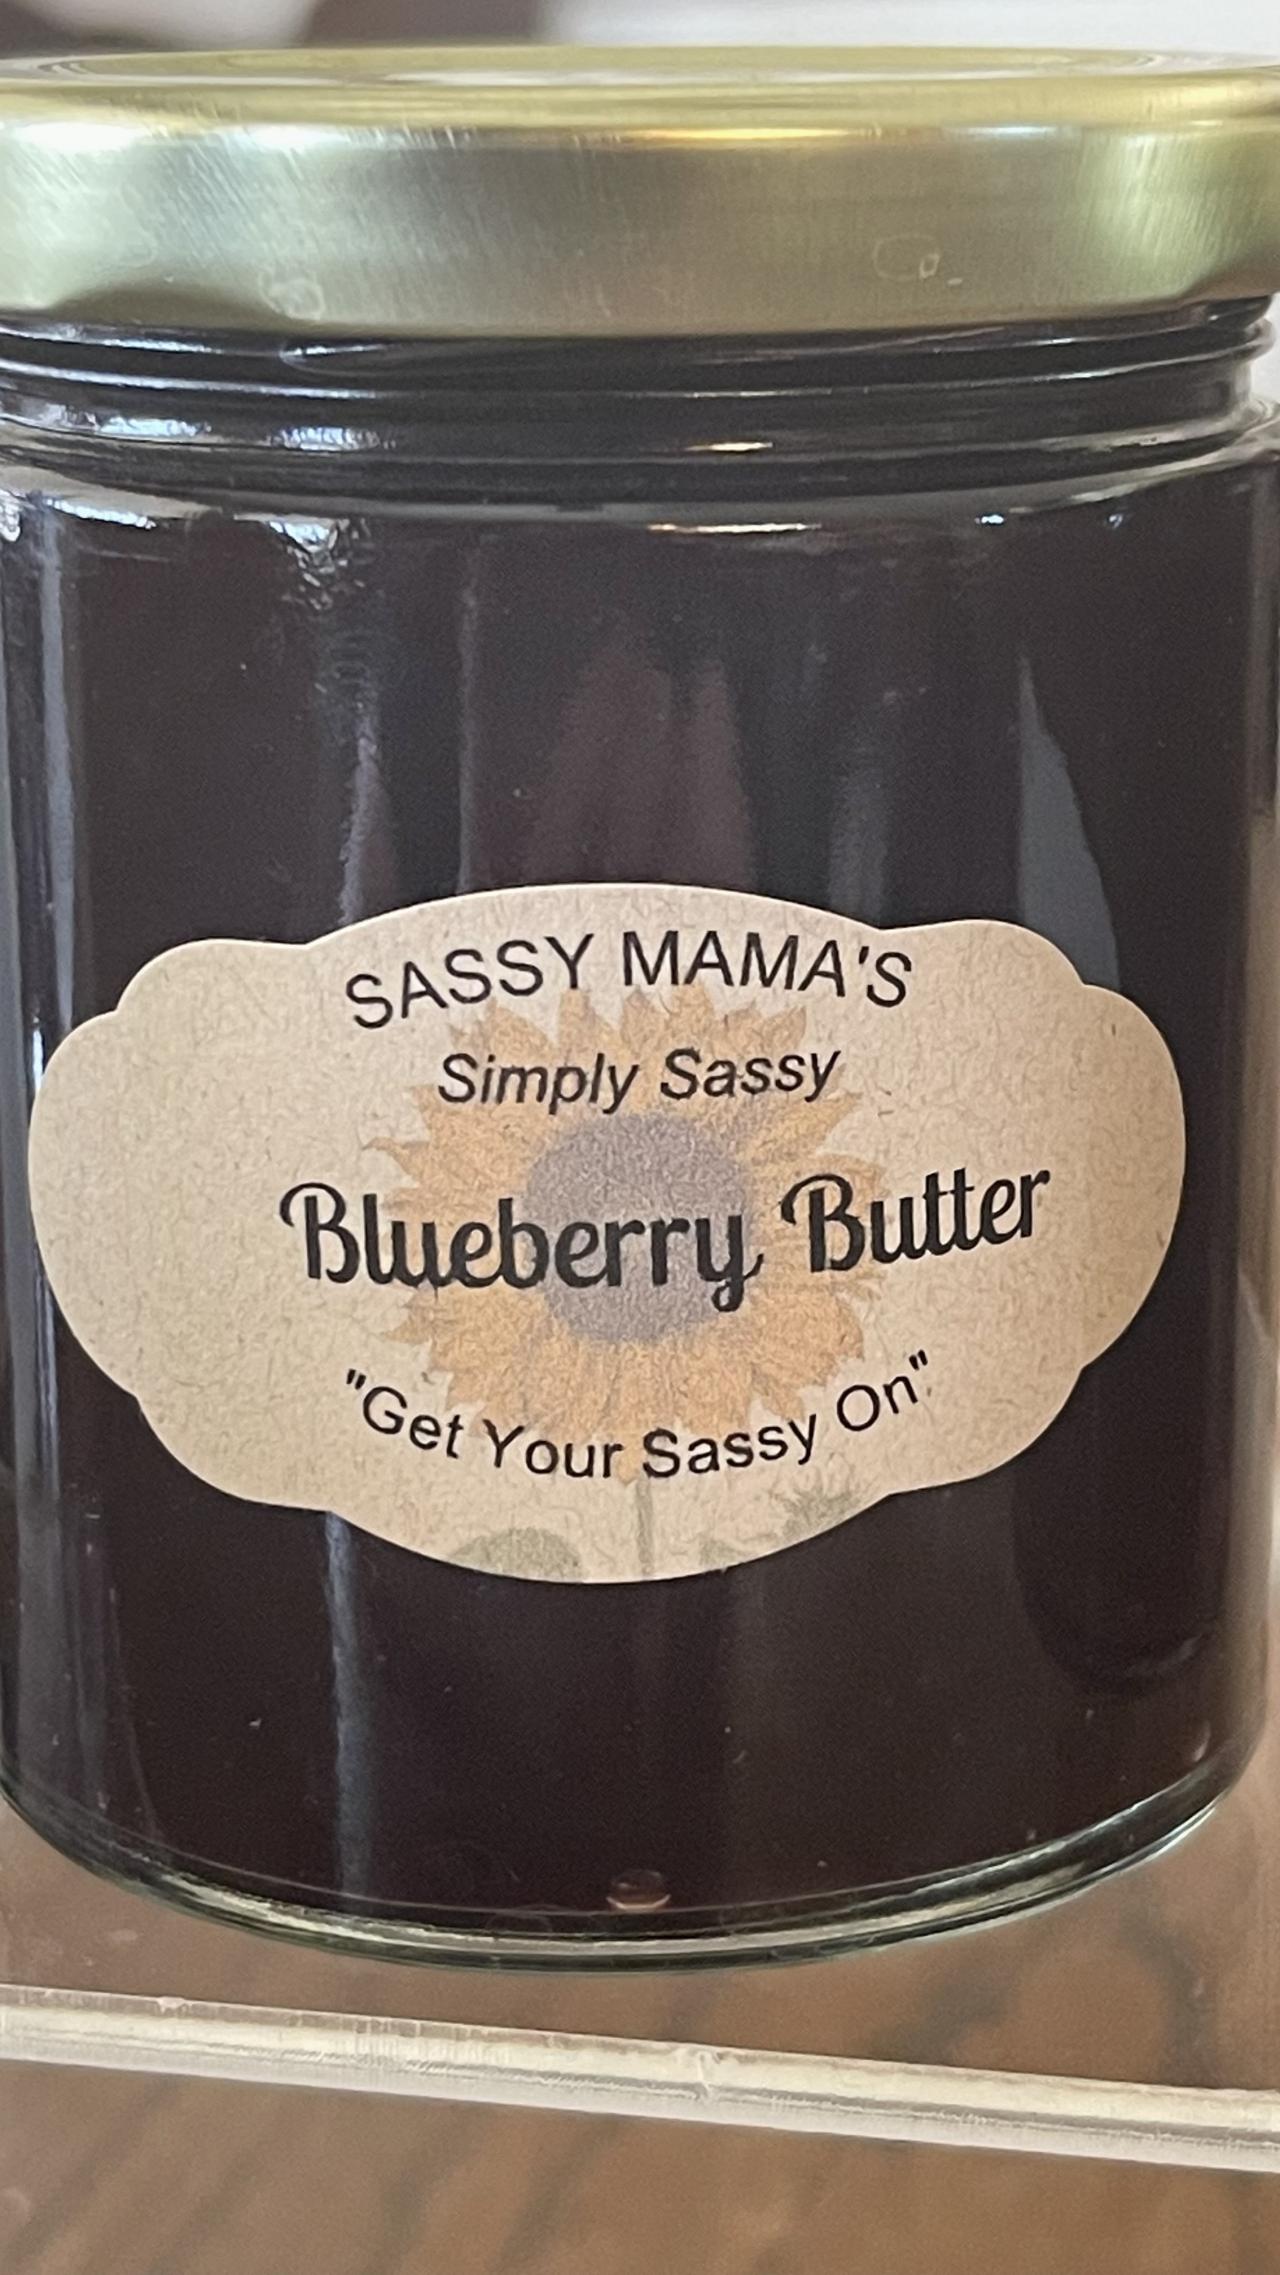 SASSY MAMA'S
Simply Sassy
Blueberry Butter
"Get Your Sassy On"